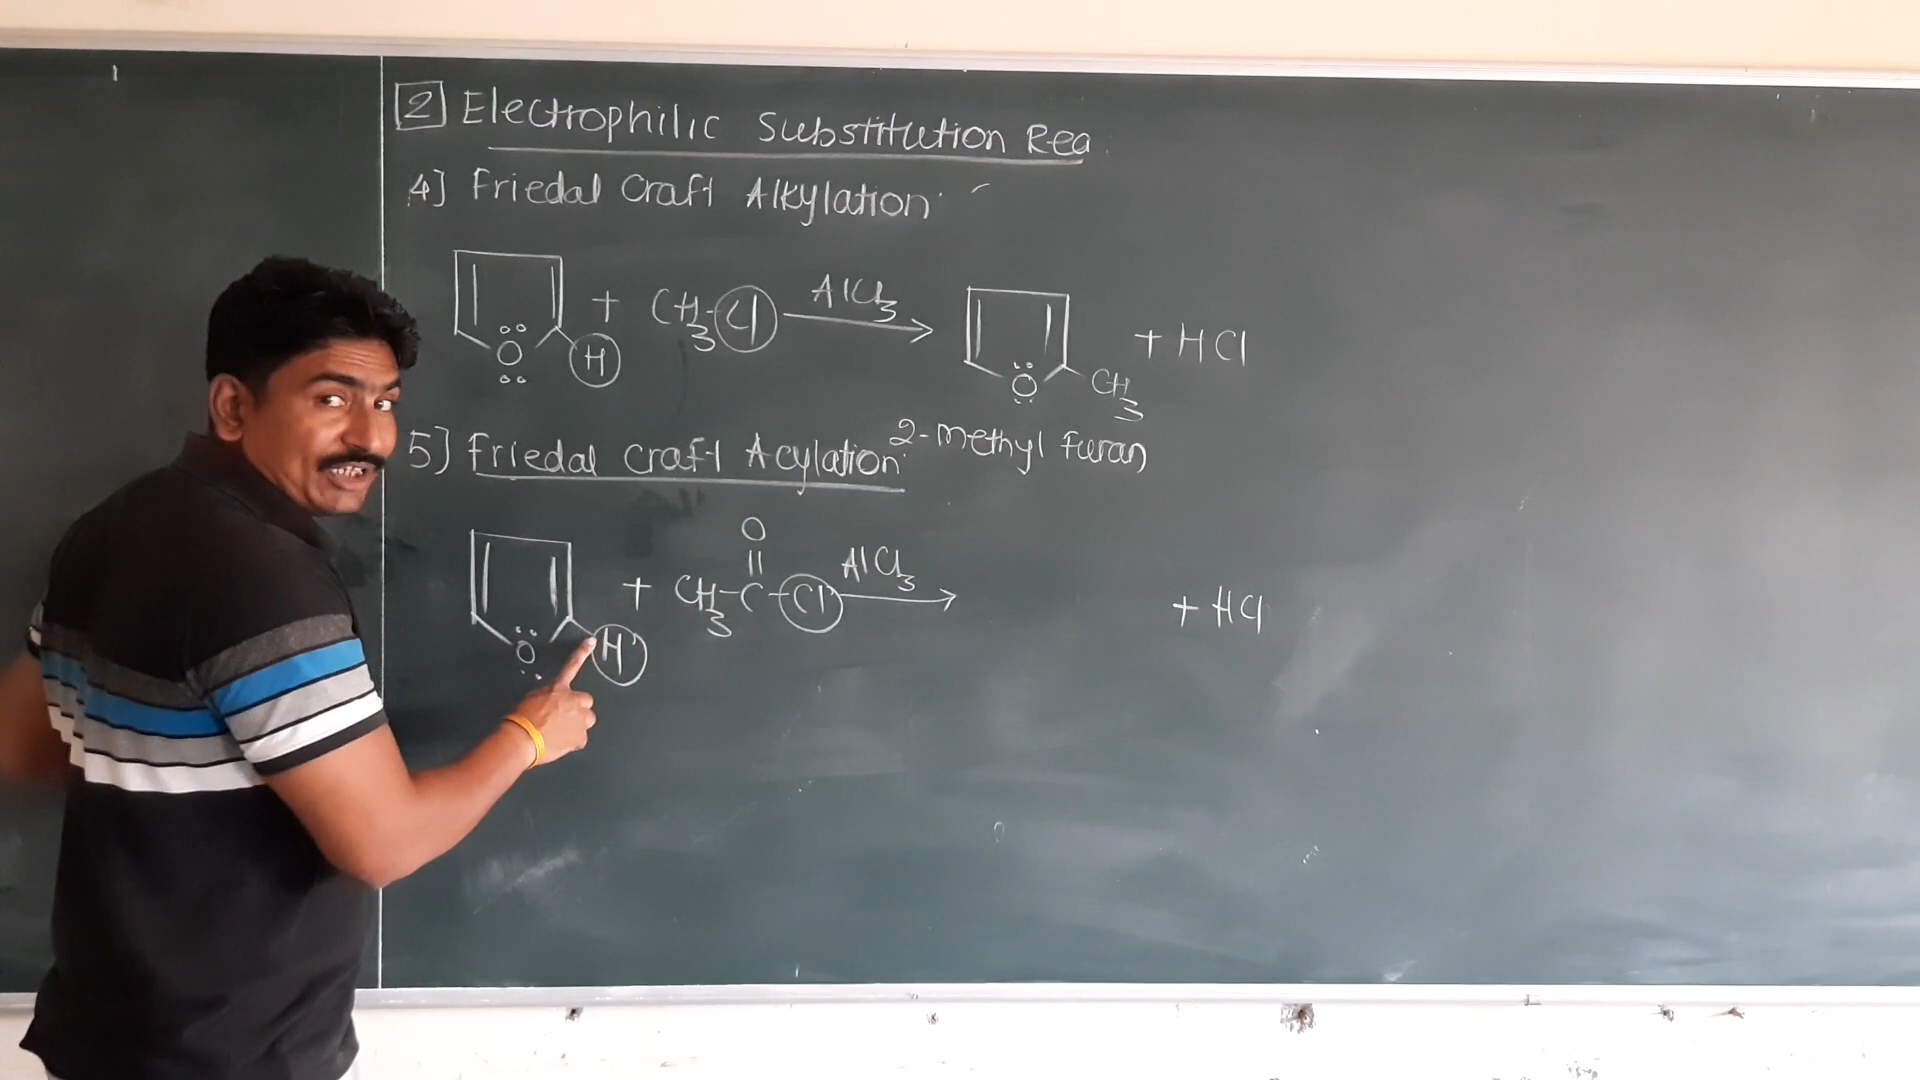 2 Electrophilic Substitution Rea.
4] Friedal Craft Alkylation.
O H + CH3-Cl AlCl3 → O CH3 + HCl
2-methyl furan
5] Friedal Craft Acylation.
O H + CH3-C-Cl AlCl3 → + HCl
O